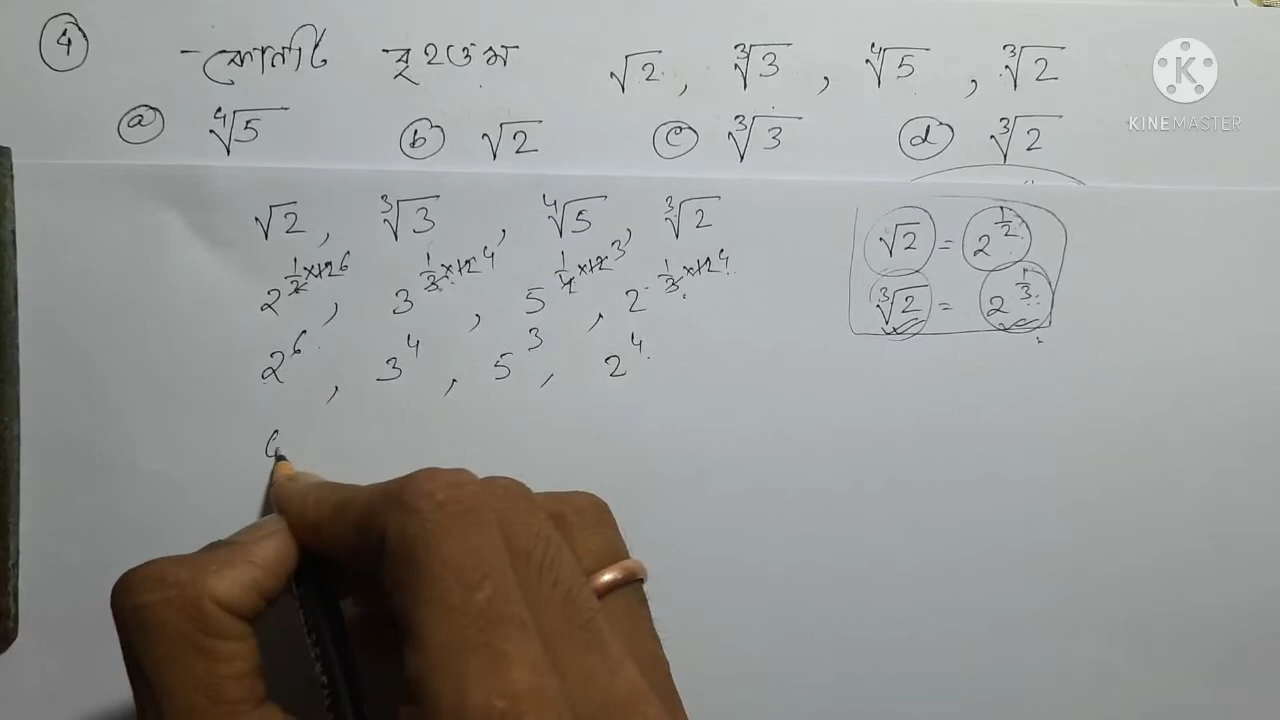 ④ - কোনটি বৃহত্তম √2, ∛3, ∜5, ∛2
K
KINEMASTER
ⓐ ∜5 ⓑ √2 ⓒ ∛3 ⓓ ∛2
√2, ∛3, ∜5, ∛2
2^(1/2×12 6), 3^(1/3×12 4), 5^(1/4×12 3), 2^(1/3×12 4)
2^6, 3^4, 5^3, 2^4
√2 = 2^(1/2)
∛2 = 2^(1/3)